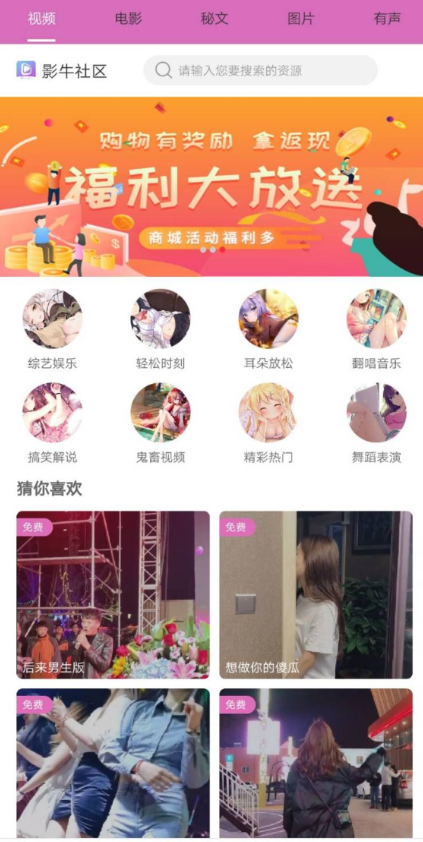 视频 电影 秘文 图片 有声
影牛社区 请输入您要搜索的资源
购物有奖励 拿返现
福利大放送
商城活动福利多
综艺娱乐 轻松时刻 耳朵放松 翻唱音乐
搞笑解说 鬼畜视频 精彩热门 舞蹈表演
猜你喜欢
免费 免费
后来男生版 想做你的傻瓜
免费 免费